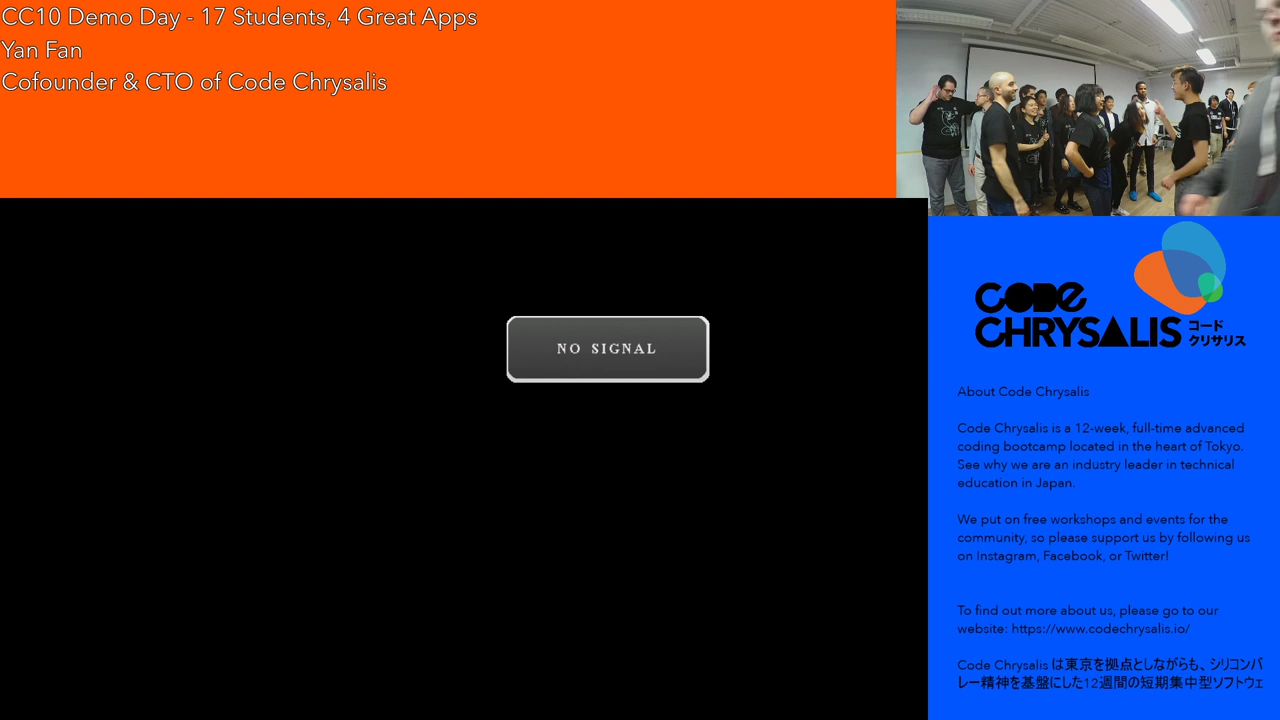 CC10 Demo Day - 17 Students, 4 Great Apps
Yan Fan
Cofounder & CTO of Code Chrysalis
NO SIGNAL
CODE
CHRYSALIS コード
クリサリス
About Code Chrysalis
Code Chrysalis is a 12-week, full-time advanced
coding bootcamp located in the heart of Tokyo.
See why we are an industry leader in technical
education in Japan.
We put on free workshops and events for the
community, so please support us by following us
on Instagram, Facebook, or Twitter!
To find out more about us, please go to our
website: https://www.codechrysalis.io/
Code Chrysalis は東京を拠点としながらも、シリコンバ
レー精神を基盤にした12週間の短期集中型ソフトウェ